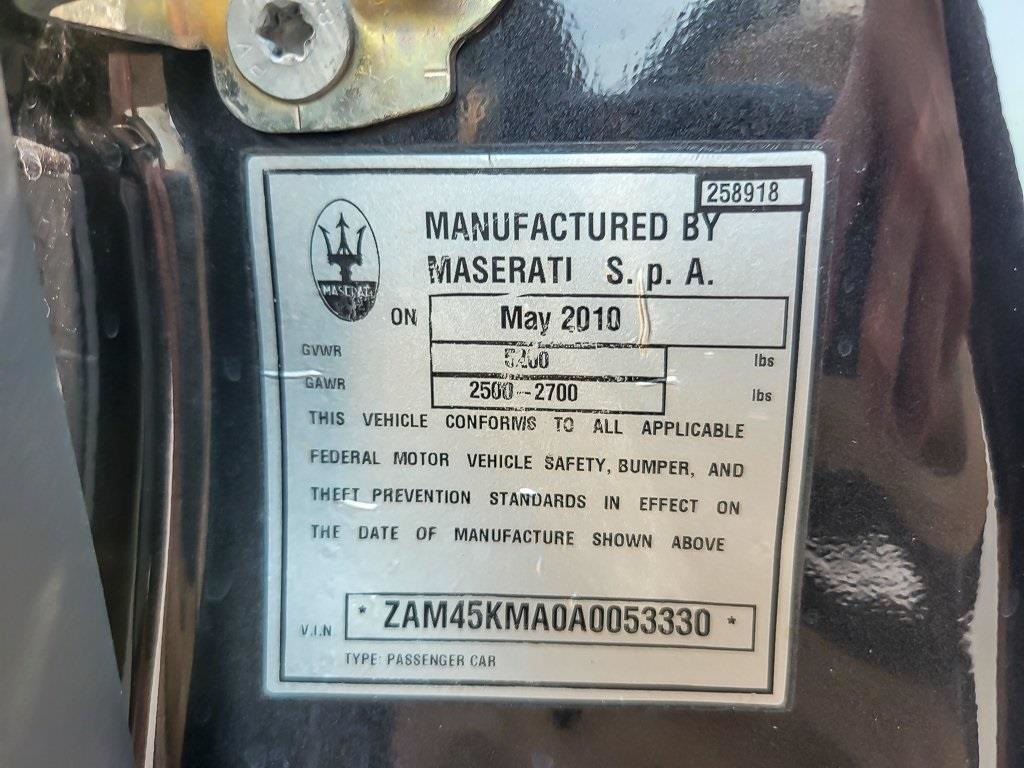 258918
MASERATI
MANUFACTURED BY
MASERATI S. p. A.
ON May 2010
GVWR 5200 lbs
GAWR 2500--2700 lbs
THIS VEHICLE CONFORMS TO ALL APPLICABLE
FEDERAL MOTOR VEHICLE SAFETY, BUMPER, AND
THEFT PREVENTION STANDARDS IN EFFECT ON
THE DATE OF MANUFACTURE SHOWN ABOVE
V.I.N. * ZAM45KMA0A0053330 *
TYPE: PASSENGER CAR